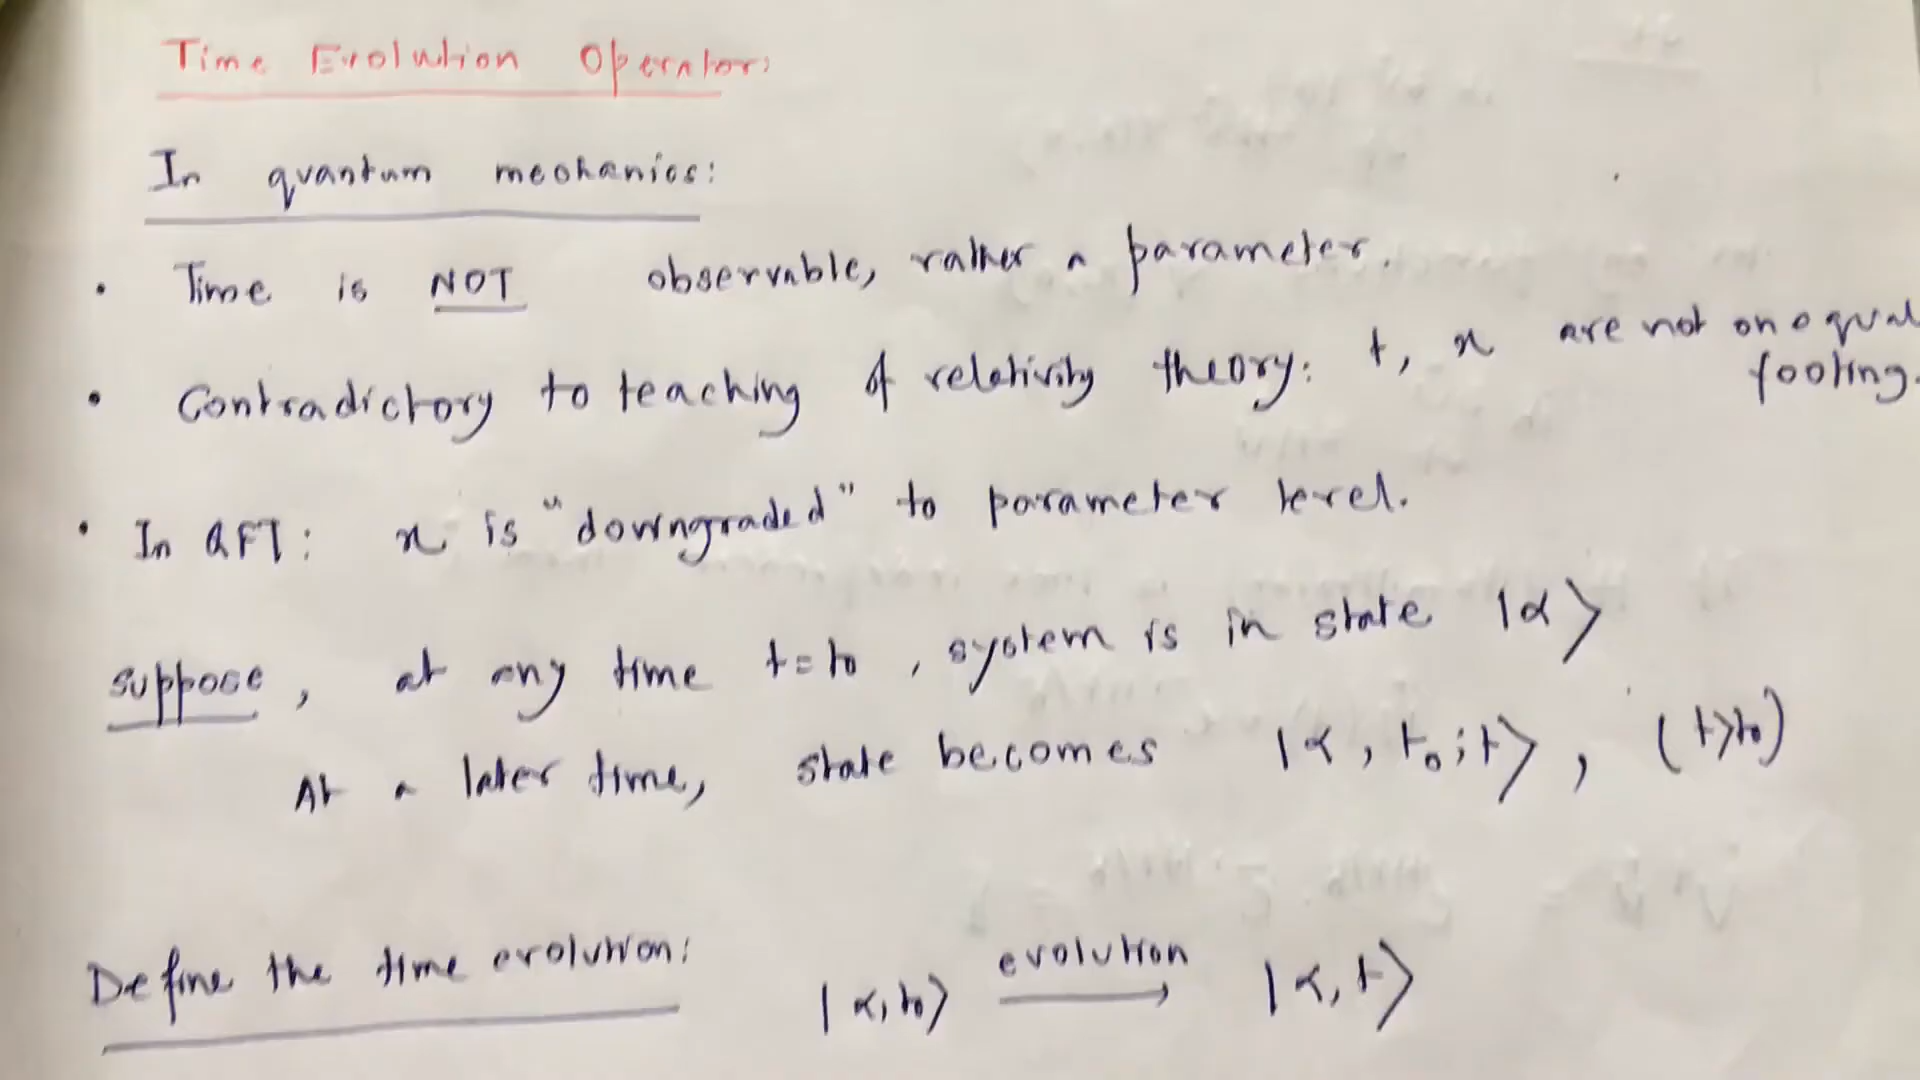 Time Evolution Operator:
In quantum mechanics:
• Time is NOT observable, rather a parameter.
• Contradictory to teaching of relativity theory: t, x are not on equal footing.
• In QFT: x is "downgraded" to parameter level.
Suppose, at any time t=t₀, system is in state |α⟩
At a later time, state becomes |α, t₀;t⟩, (t>t₀)
Define the time evolution: |α,t₀⟩ evolution → |α,t⟩